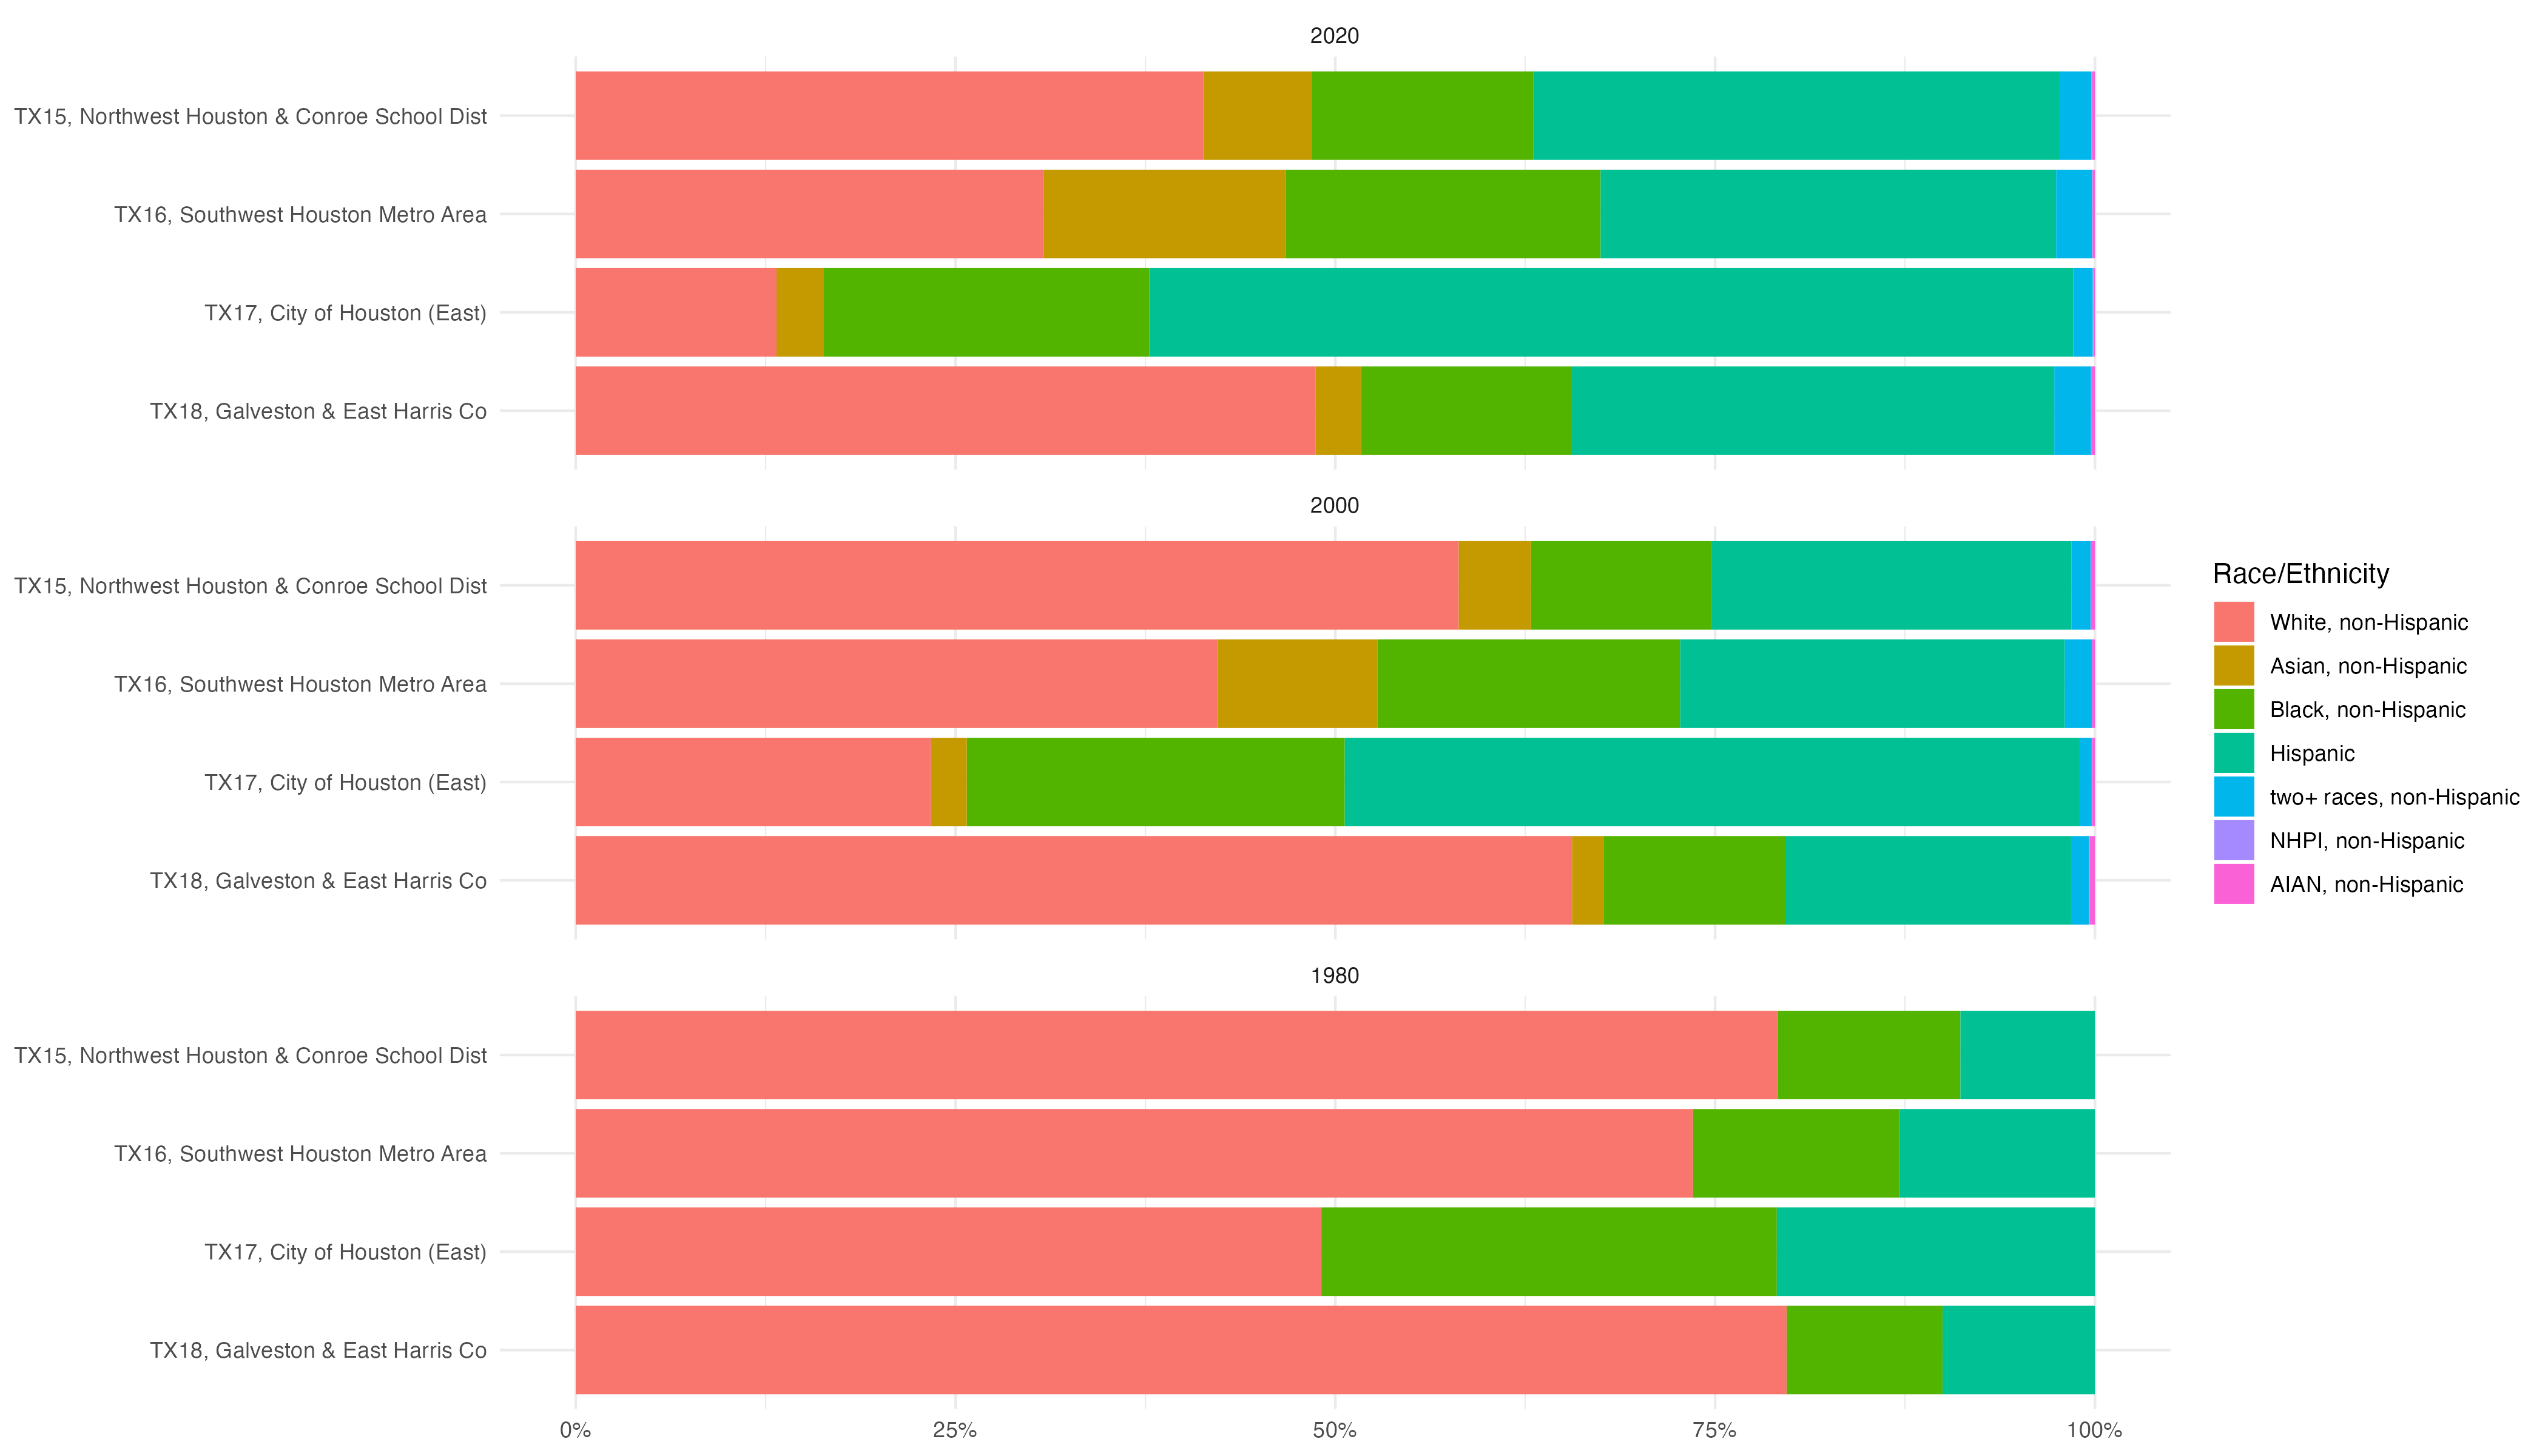 2020
TX15, Northwest Houston & Conroe School Dist
TX16, Southwest Houston Metro Area
TX17, City of Houston (East)
TX18, Galveston & East Harris Co
2000
TX15, Northwest Houston & Conroe School Dist
TX16, Southwest Houston Metro Area
TX17, City of Houston (East)
TX18, Galveston & East Harris Co
1980
TX15, Northwest Houston & Conroe School Dist
TX16, Southwest Houston Metro Area
TX17, City of Houston (East)
TX18, Galveston & East Harris Co
0% 25% 50% 75% 100%
Race/Ethnicity
White, non-Hispanic
Asian, non-Hispanic
Black, non-Hispanic
Hispanic
two+ races, non-Hispanic
NHPI, non-Hispanic
AIAN, non-Hispanic